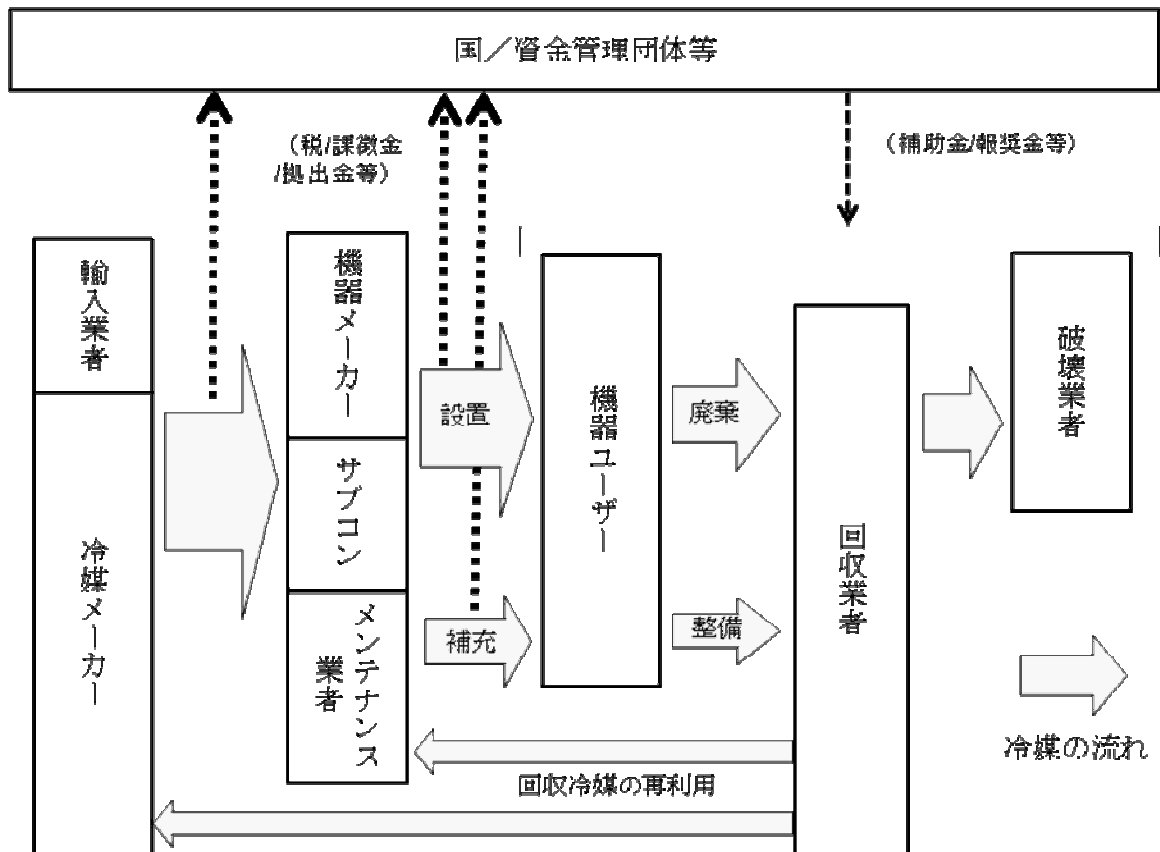 国／資金管理団体等
（税/課徴金
/拠出金等）
（補助金/報奨金等）
輸入業者
冷媒メーカー
機器メーカー
サブコン
メンテナンス
業者
設置
補充
機器ユーザー
廃棄
整備
回収業者
破壊業者
冷媒の流れ
回収冷媒の再利用